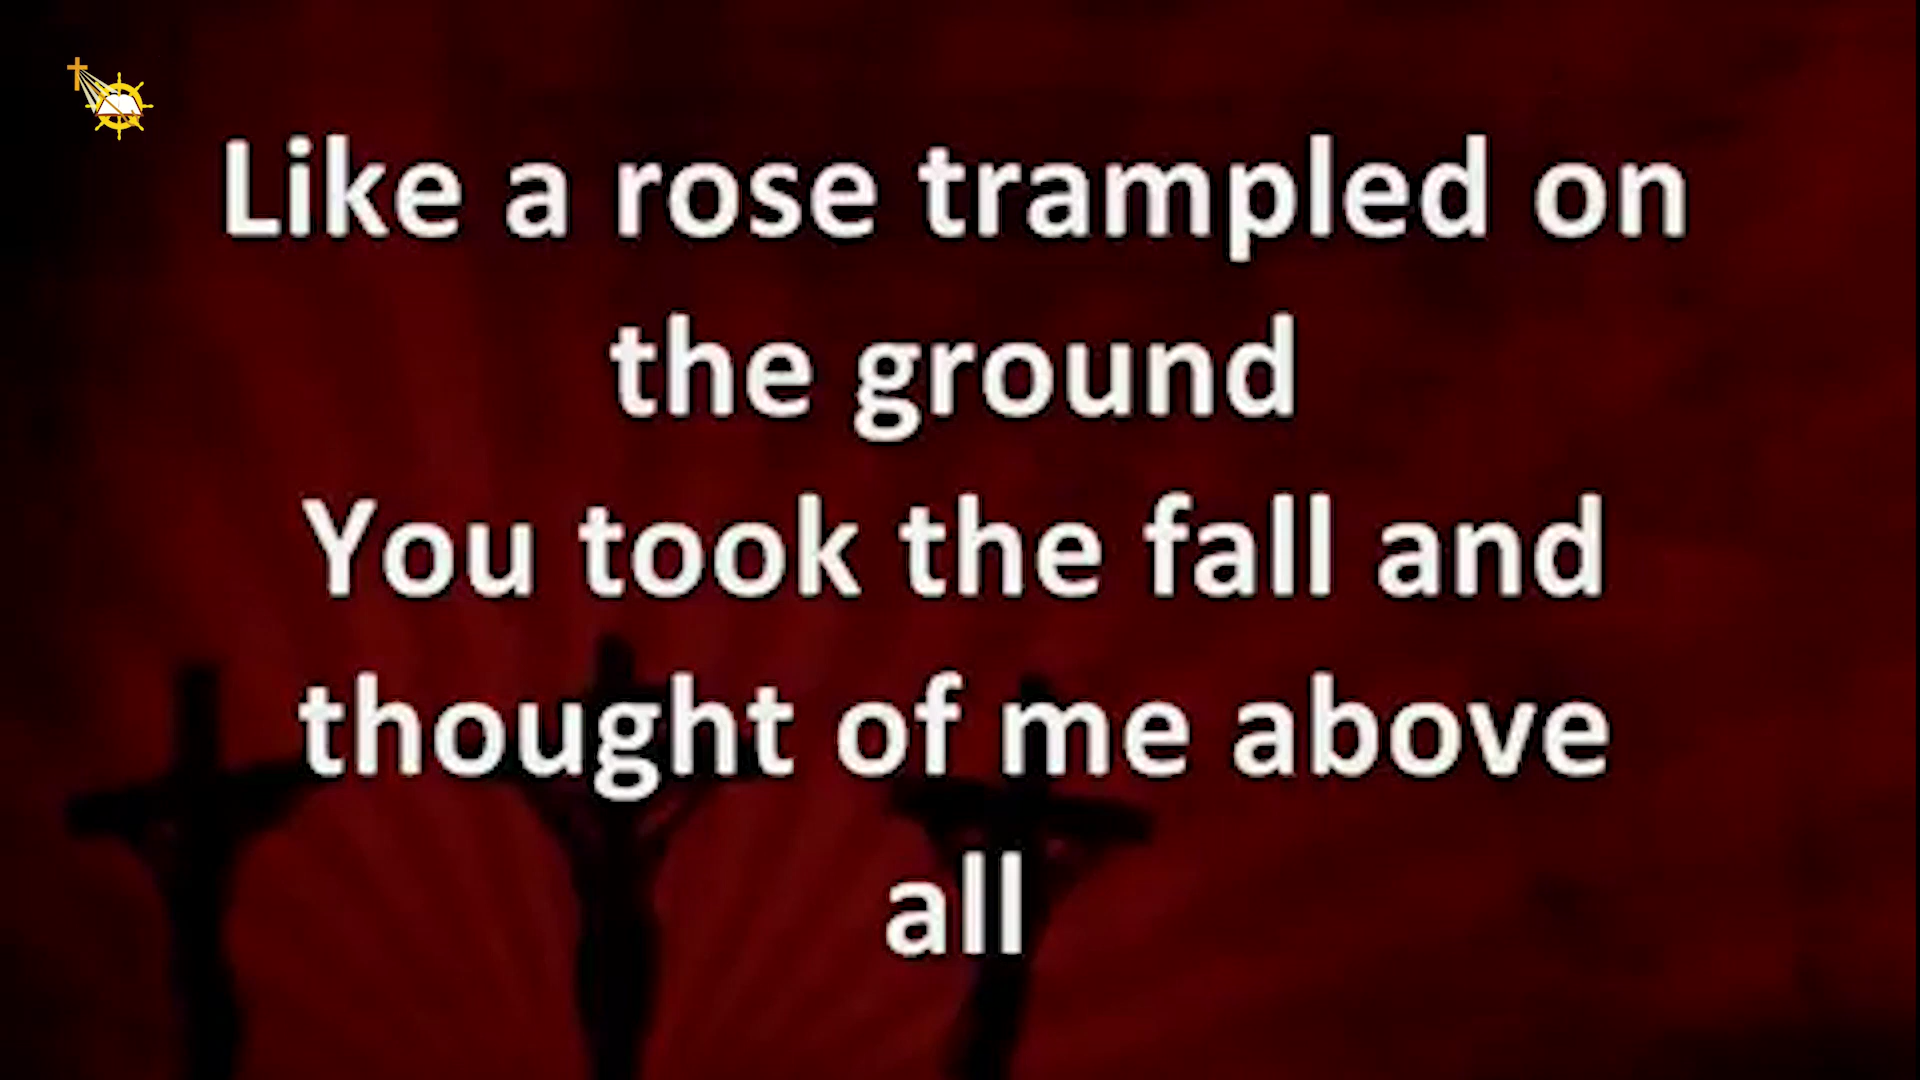 Like a rose trampled on
the ground
You took the fall and
thought of me above
all